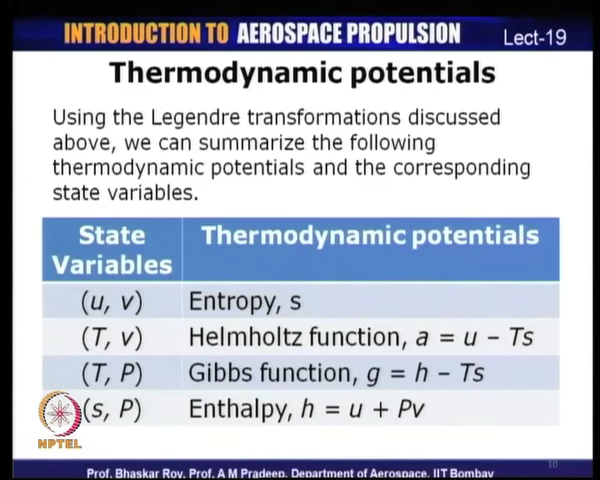 INTRODUCTION TO AEROSPACE PROPULSION Lect-19
Thermodynamic potentials
Using the Legendre transformations discussed
above, we can summarize the following
thermodynamic potentials and the corresponding
state variables.
State Variables Thermodynamic potentials
(u, v) Entropy, s
(T, v) Helmholtz function, a = u – Ts
(T, P) Gibbs function, g = h – Ts
(s, P) Enthalpy, h = u + Pv
NPTEL
10
Prof. Bhaskar Roy, Prof. A M Pradeep, Department of Aerospace, IIT Bombay